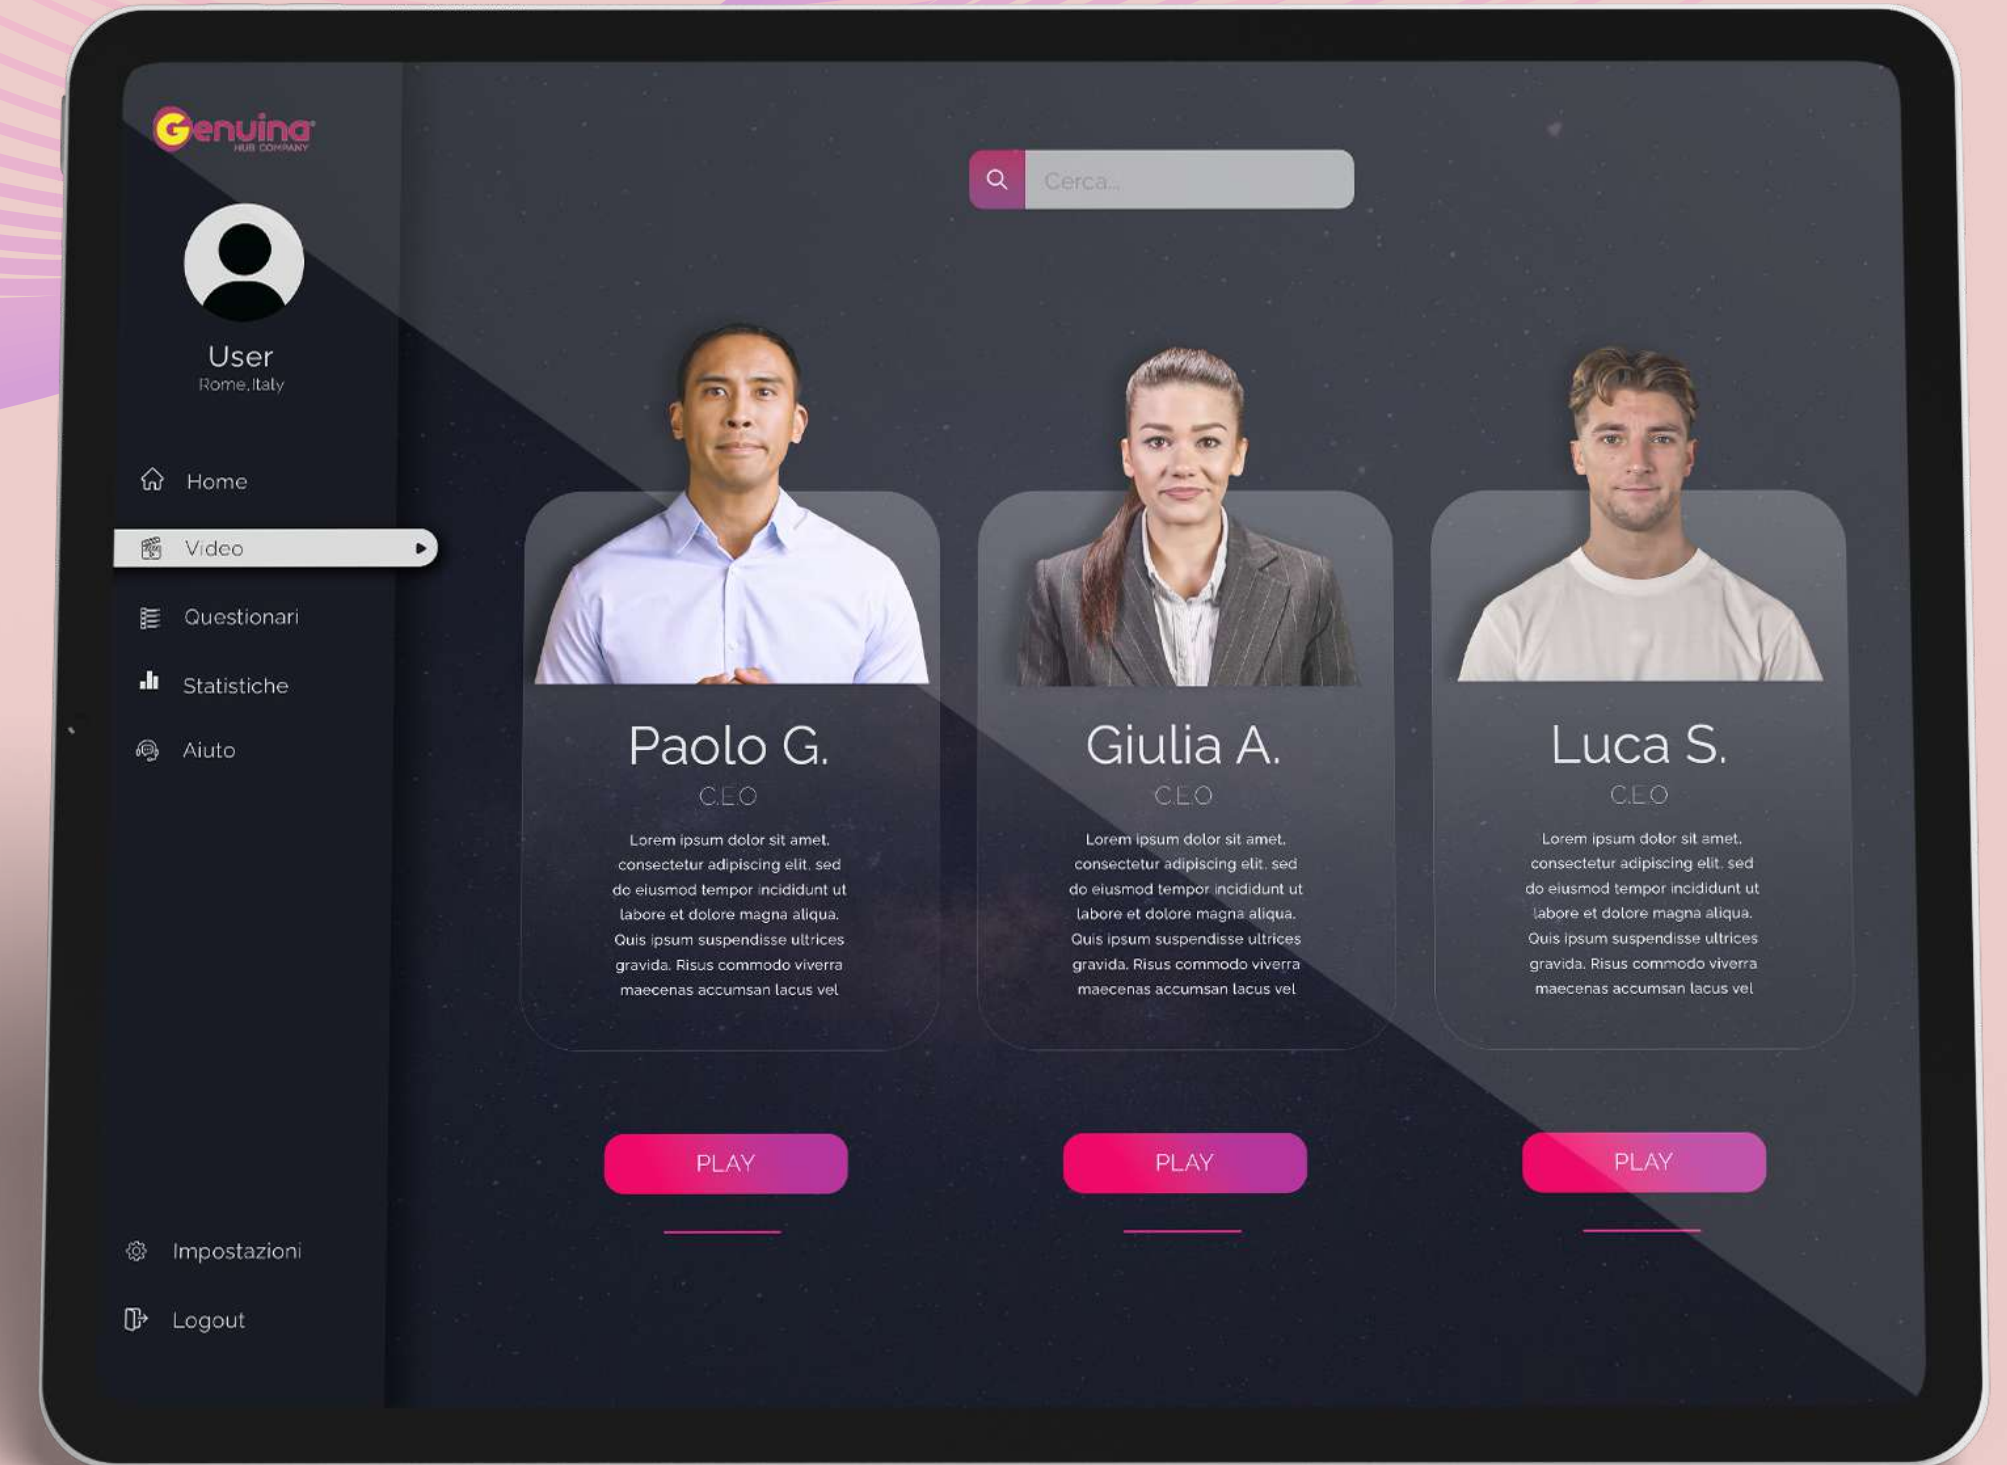 Genuina
HUB COMPANY
Cerca...
User
Rome, Italy
Home
Video
Questionari
Statistiche
Aiuto
Impostazioni
Logout
Paolo G.
C.E.O
Lorem ipsum dolor sit amet,
consectetur adipiscing elit, sed
do eiusmod tempor incididunt ut
labore et dolore magna aliqua.
Quis ipsum suspendisse ultrices
gravida. Risus commodo viverra
maecenas accumsan lacus vel
PLAY
Giulia A.
C.E.O
Lorem ipsum dolor sit amet,
consectetur adipiscing elit, sed
do eiusmod tempor incididunt ut
labore et dolore magna aliqua.
Quis ipsum suspendisse ultrices
gravida. Risus commodo viverra
maecenas accumsan lacus vel
PLAY
Luca S.
C.E.O
Lorem ipsum dolor sit amet,
consectetur adipiscing elit, sed
do eiusmod tempor incididunt ut
labore et dolore magna aliqua.
Quis ipsum suspendisse ultrices
gravida. Risus commodo viverra
maecenas accumsan lacus vel
PLAY